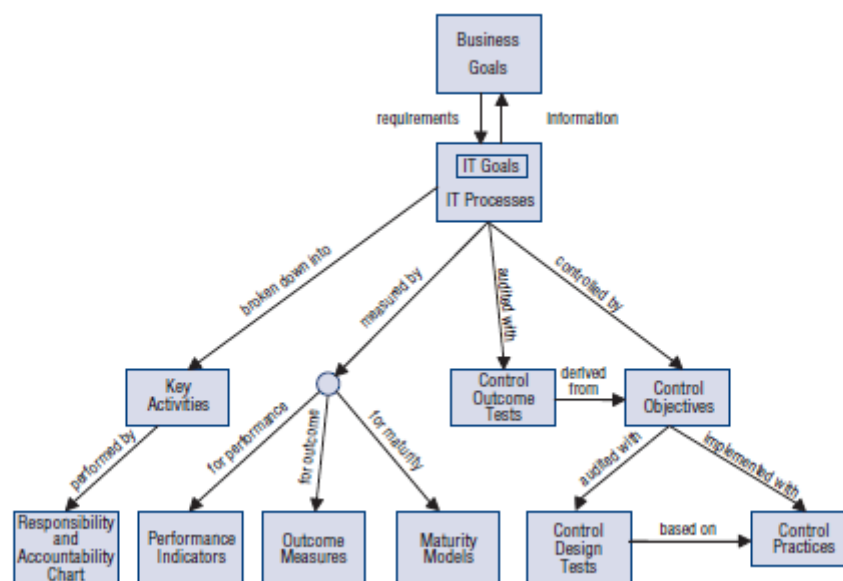 Business
Goals
requirements
information
IT Goals
IT Processes
broken down into
measured by
audited with
controlled by
Key
Activities
Control
Outcome
Tests
derived
from
Control
Objectives
performed by
for performance
for outcome
for maturity
audited with
implemented with
Responsibility
and
Accountability
Chart
Performance
Indicators
Outcome
Measures
Maturity
Models
Control
Design
Tests
based on
Control
Practices